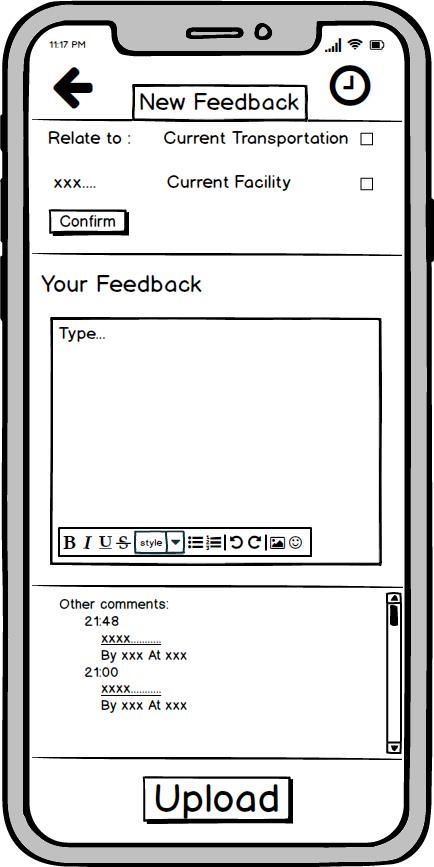 11:17 PM
New Feedback
Relate to : Current Transportation
xxx.... Current Facility
Confirm
Your Feedback
Type...
B I U S style
Other comments:
21:48
xxxx...........
By xxx At xxx
21:00
xxxx...........
By xxx At xxx
Upload